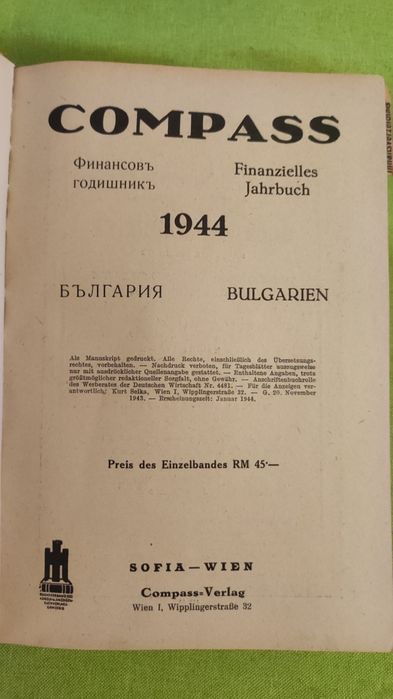 COMPASS
Финансовъ
годишникъ
Finanzielles
Jahrbuch
1944
БЪЛГАРИЯ
BULGARIEN
Als Manuskript gedruckt. Alle Rechte, einschließlich des Übersetzungs-
rechtes, vorbehalten. — Nachdruck verboten, für Tagesblätter auszugsweise
nur mit ausdrücklicher Quellenangabe gestattet. — Enthaltene Angaben, trotz
größtmöglicher redaktioneller Sorgfalt, ohne Gewähr. — Anschriftenbuchrolle
des Werberates der Deutschen Wirtschaft Nr. 4481. — Für die Anzeigen ver-
antwortlich: Kurt Selka, Wien I, Wipplingerstraße 32. — G. 20. November
1943. — Erscheinungszeit: Januar 1944.
Preis des Einzelbandes RM 45·—
SOFIA—WIEN
Compass-Verlag
Wien I, Wipplingerstraße 32